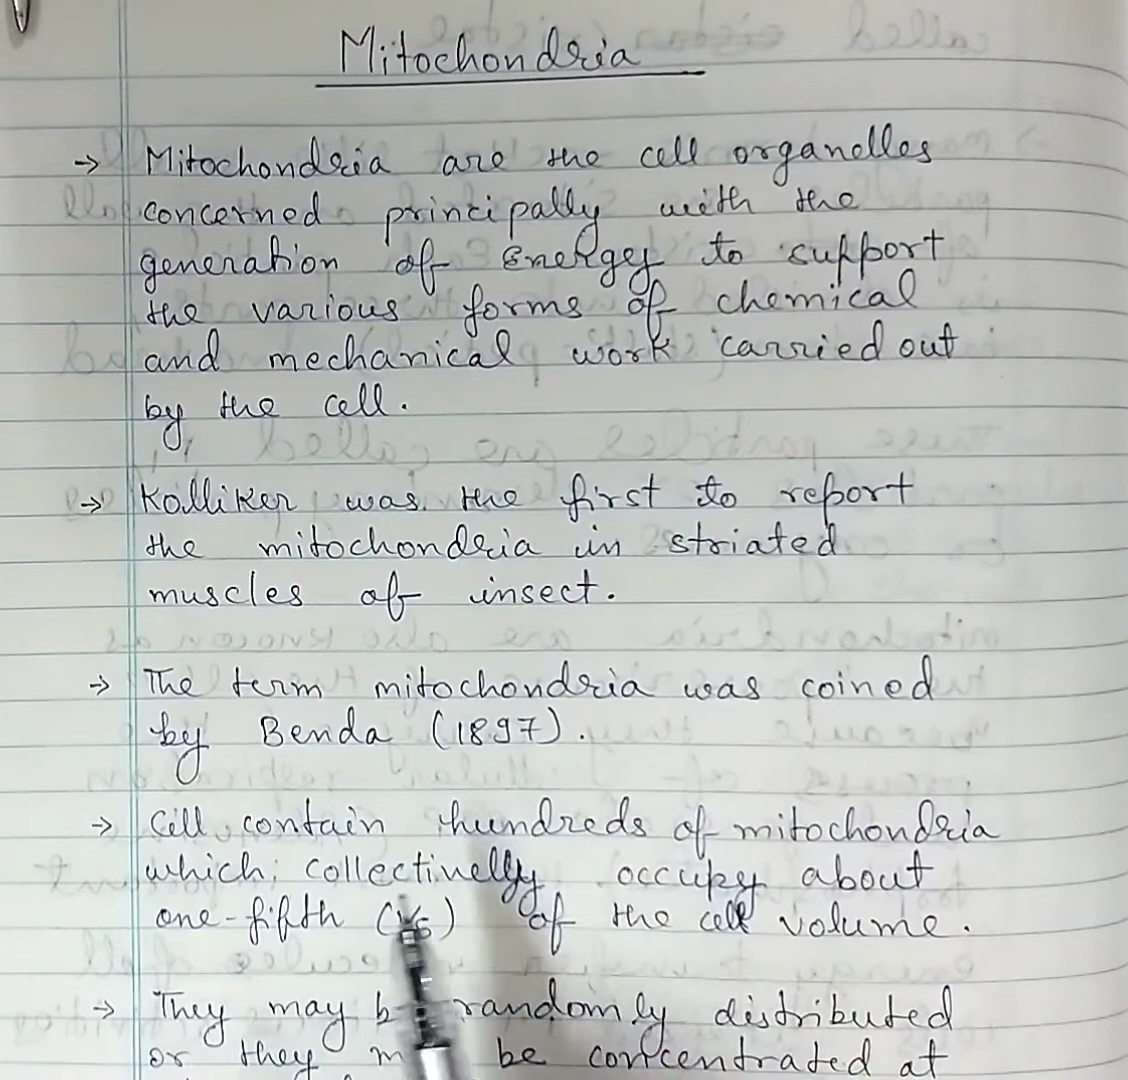 Mitochondria
→ Mitochondria are the cell organelles
concerned principally with the
generation of Energy to support
the various forms of chemical
and mechanical work carried out
by the cell.
→ Kolliker was the first to report
the mitochondria in striated
muscles of insect.
→ The term mitochondria was coined
by Benda (1897).
→ Cell contain hundreds of mitochondria
which collectively occupy about
one-fifth of the cell volume.
→ They may randomly distributed
or they be concentrated at